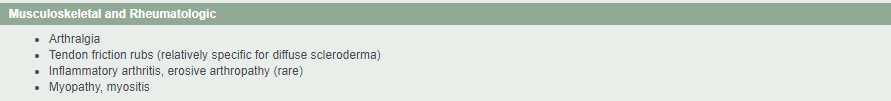 Musculoskeletal and Rheumatologic
• Arthralgia
• Tendon friction rubs (relatively specific for diffuse scleroderma)
• Inflammatory arthritis, erosive arthropathy (rare)
• Myopathy, myositis